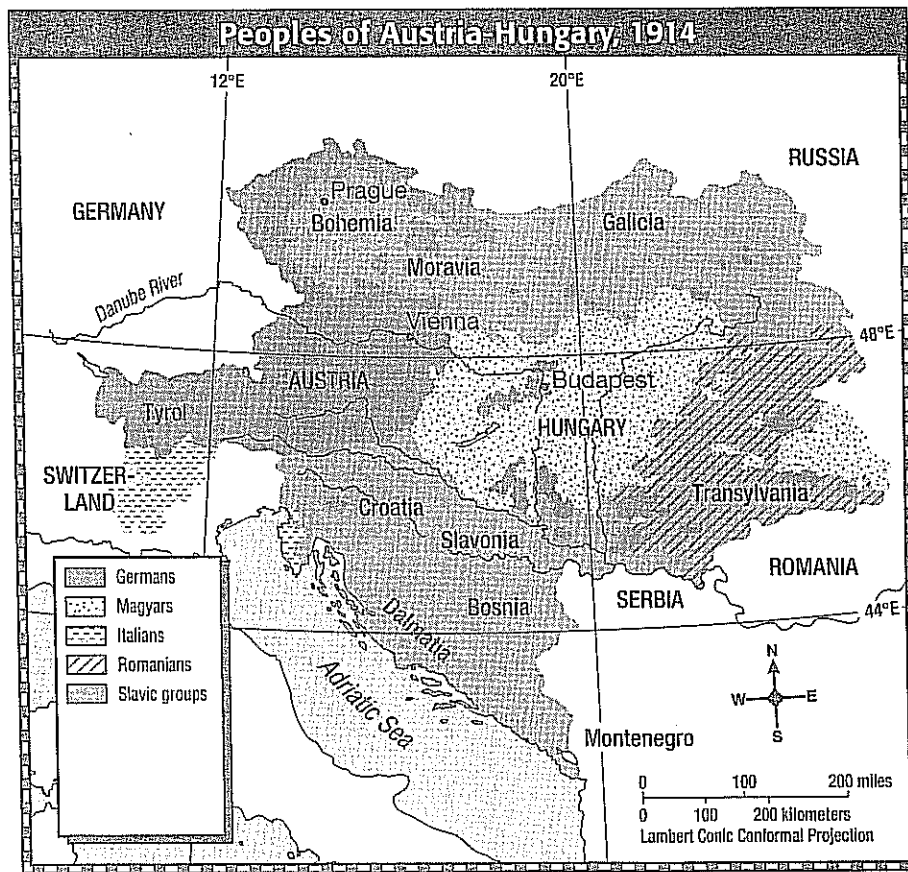 Peoples of Austria-Hungary, 1914
12°E
20°E
RUSSIA
GERMANY
Prague
Bohemia
Galicia
Moravia
Danube River
Vienna
48°E
AUSTRIA
Budapest
Tyrol
HUNGARY
SWITZER-
LAND
Transylvania
Croatia
Slavonia
ROMANIA
Germans
Magyars
Italians
Romanians
Slavic groups
Bosnia
SERBIA
44°E
Dalmatia
Adriatic Sea
N
W
E
S
Montenegro
0 100 200 miles
0 100 200 kilometers
Lambert Conic Conformal Projection